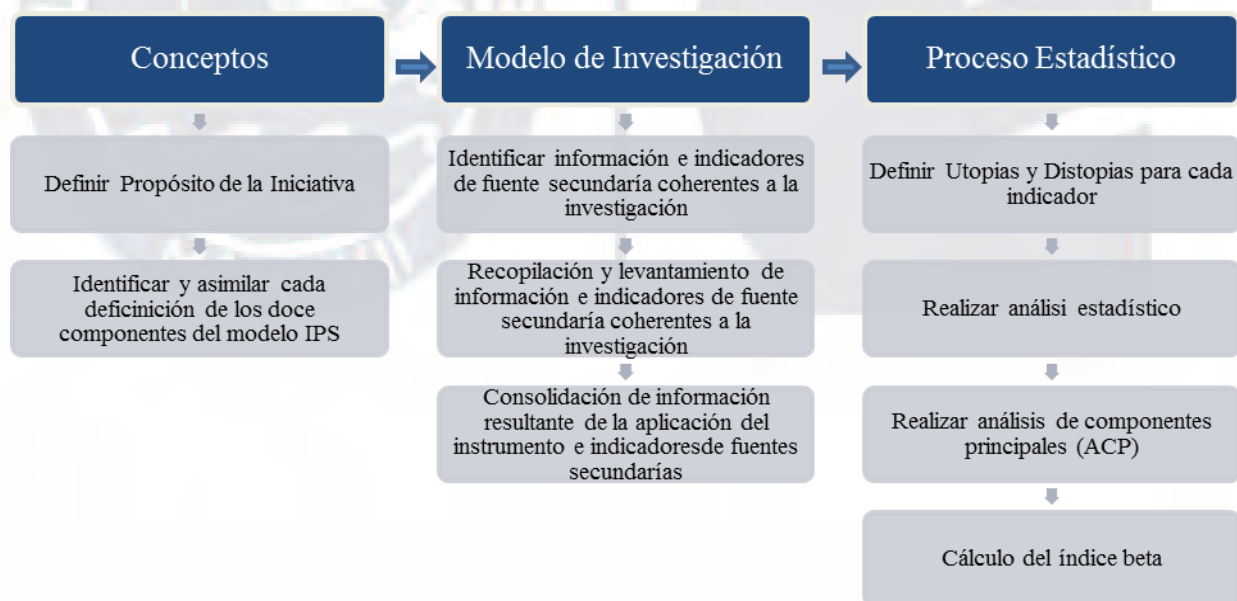 Conceptos
Definir Propósito de la Iniciativa
Identificar y asimilar cada
deficinición de los doce
componentes del modelo IPS
Modelo de Investigación
Identificar información e indicadores
de fuente secundaría coherentes a la
investigación
Recopilación y levantamiento de
información e indicadores de fuente
secundaría coherentes a la
investigación
Consolidación de información
resultante de la aplicación del
instrumento e indicadoresde fuentes
secundarías
Proceso Estadístico
Definir Utopias y Distopias para cada
indicador
Realizar análisi estadístico
Realizar análisis de componentes
principales (ACP)
Cálculo del índice beta